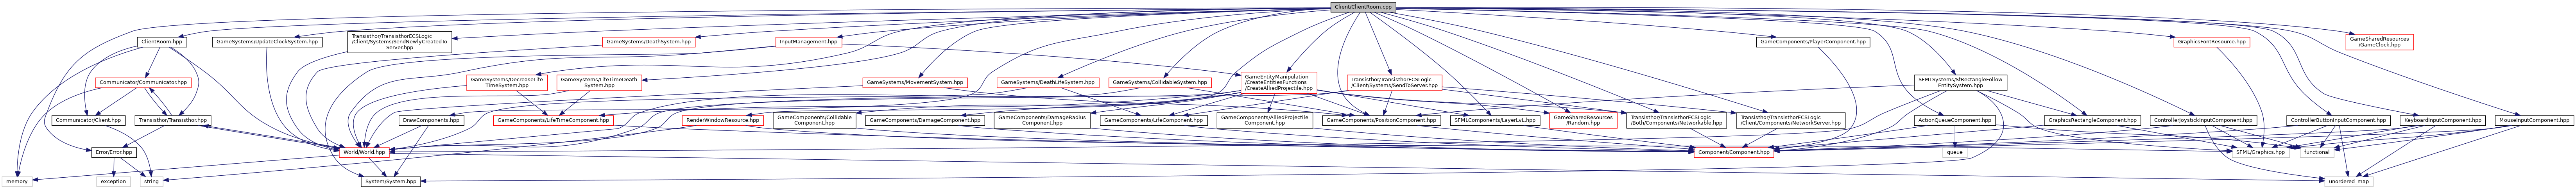 Client/ClientRoom.cpp
ClientRoom.hpp
GameSystems/UpdateClockSystem.hpp
Transisthor/TransisthorECSLogic
/Client/Systems/SendNewlyCreatedTo
Server.hpp
GameSystems/DeathSystem.hpp
InputManagement.hpp
GameComponents/PlayerComponent.hpp
GraphicsFontResource.hpp
GameSharedResources
/GameClock.hpp
Communicator/Communicator.hpp
GameSystems/DecreaseLife
TimeSystem.hpp
GameSystems/LifeTimeDeath
System.hpp
GameSystems/MovementSystem.hpp
GameSystems/DeathLifeSystem.hpp
GameSystems/CollidableSystem.hpp
GameEntityManipulation
/CreateEntitiesFunctions
/CreateAlliedProjectile.hpp
Transisthor/TransisthorECSLogic
/Client/Systems/SendToServer.hpp
SFMLSystems/SfRectangleFollow
EntitySystem.hpp
Communicator/Client.hpp
Transisthor/Transisthor.hpp
DrawComponents.hpp
GameComponents/LifeTimeComponent.hpp
RenderWindowResource.hpp
GameComponents/Collidable
Component.hpp
GameComponents/DamageComponent.hpp
GameComponents/DamageRadius
Component.hpp
GameComponents/LifeComponent.hpp
GameComponents/AlliedProjectile
Component.hpp
GameComponents/PositionComponent.hpp
SFMLComponents/LayerLvL.hpp
GameSharedResources
/Random.hpp
Transisthor/TransisthorECSLogic
/Both/Components/Networkable.hpp
Transisthor/TransisthorECSLogic
/Client/Components/NetworkServer.hpp
ActionQueueComponent.hpp
GraphicsRectangleComponent.hpp
ControllerJoystickInputComponent.hpp
ControllerButtonInputComponent.hpp
KeyboardInputComponent.hpp
MouseInputComponent.hpp
Error/Error.hpp
World/World.hpp
Component/Component.hpp
queue
SFML/Graphics.hpp
functional
memory
exception
string
System/System.hpp
unordered_map